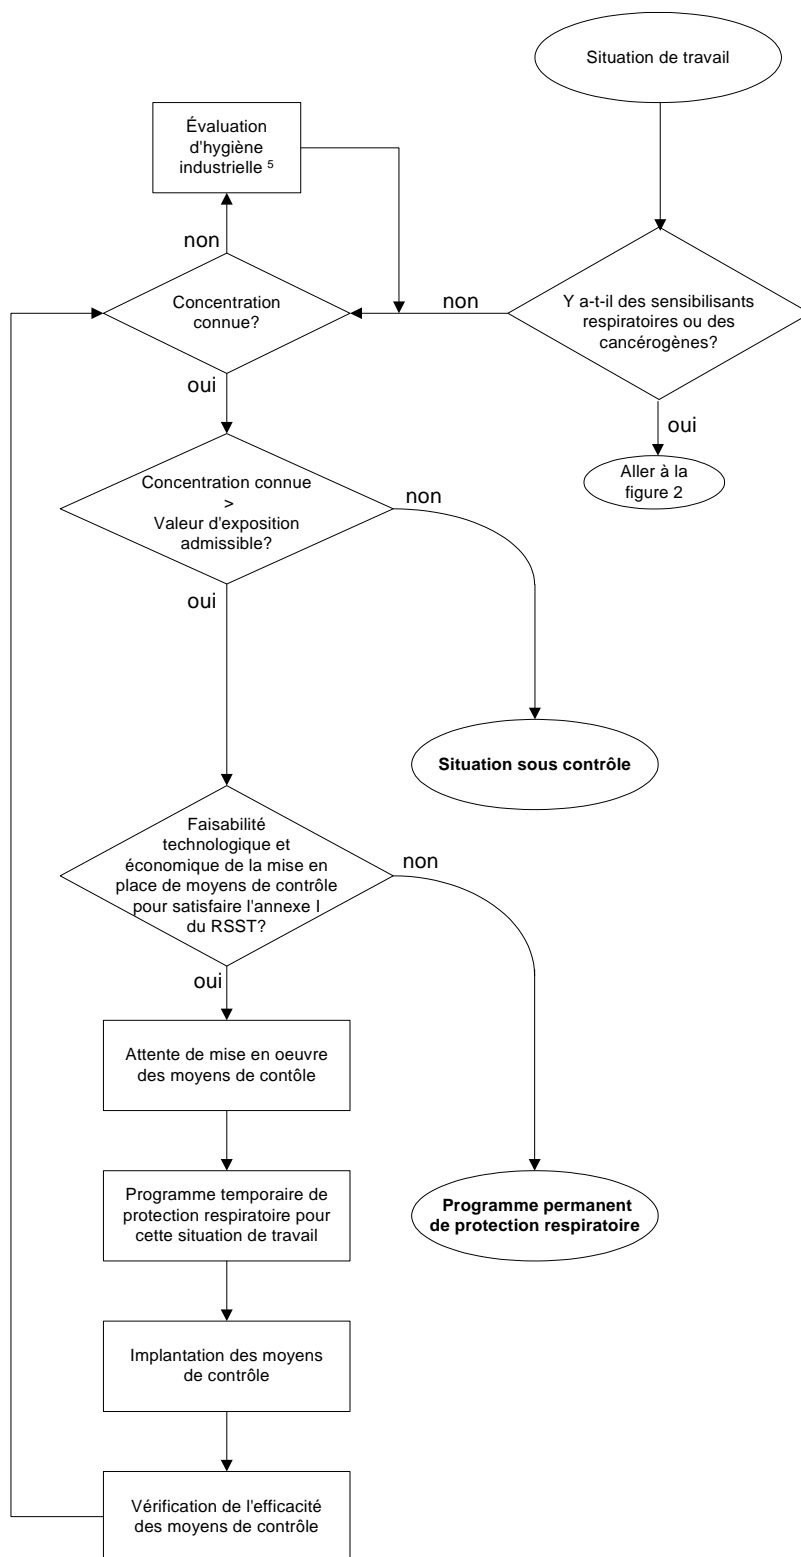 Situation de travail
Y a-t-il des sensibilisants
respiratoires ou des
cancérogènes?
oui
Aller à la
figure 2
non
Évaluation
d'hygiène
industrielle ⁵
non
Concentration
connue?
oui
Concentration connue
>
Valeur d'exposition
admissible?
non
Situation sous contrôle
oui
Faisabilité
technologique et
économique de la mise en
place de moyens de contrôle
pour satisfaire l'annexe I
du RSST?
non
Programme permanent
de protection respiratoire
oui
Attente de mise en oeuvre
des moyens de contôle
Programme temporaire de
protection respiratoire pour
cette situation de travail
Implantation des moyens
de contrôle
Vérification de l'efficacité
des moyens de contrôle